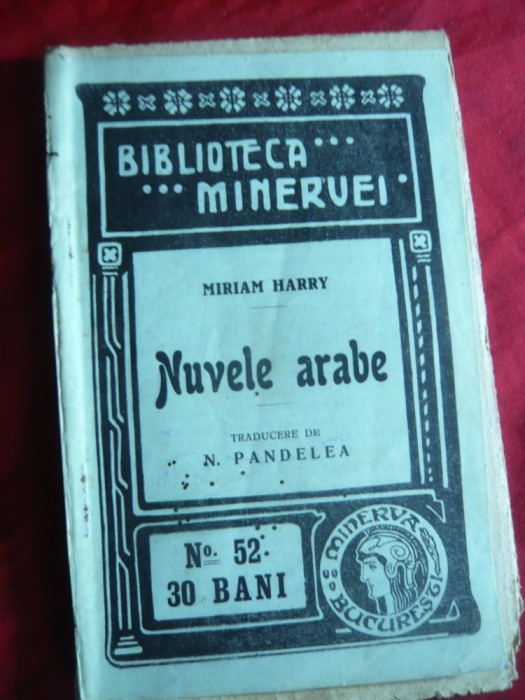 BIBLIOTECA
MINERVEI
MIRIAM HARRY
Nuvele arabe
TRADUCERE DE
N. PANDELEA
No. 52.
30 BANI
MINERVA
BUCUREȘTI